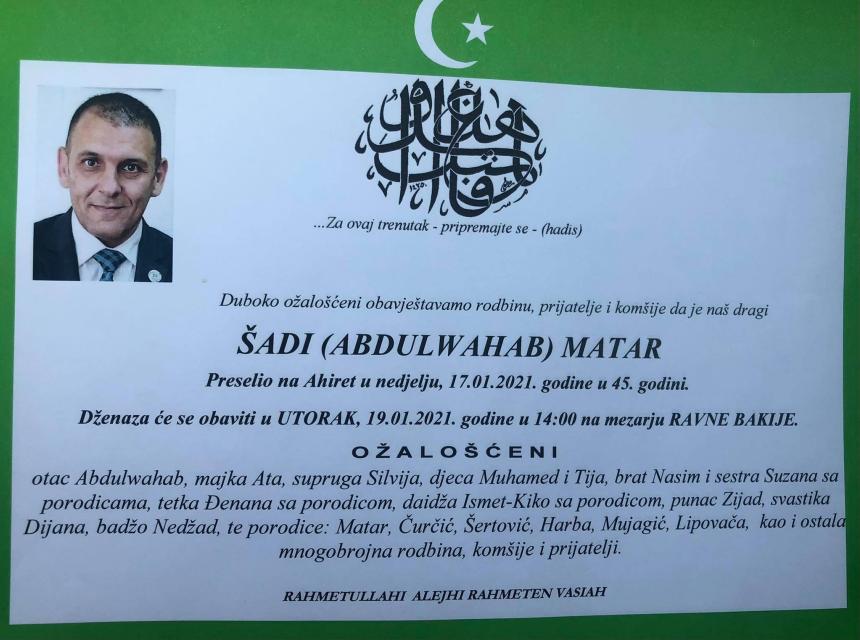 ...Za ovaj trenutak - pripremajte se - (hadis)
Duboko ožalošćeni obavještavamo rodbinu, prijatelje i komšije da je naš dragi
ŠADI (ABDULWAHAB) MATAR
Preselio na Ahiret u nedjelju, 17.01.2021. godine u 45. godini.
Dženaza će se obaviti u UTORAK, 19.01.2021. godine u 14:00 na mezarju RAVNE BAKIJE.
OŽALOŠĆENI
otac Abdulwahab, majka Ata, supruga Silvija, djeca Muhamed i Tija, brat Nasim i sestra Suzana sa
porodicama, tetka Đenana sa porodicom, daidža Ismet-Kiko sa porodicom, punac Zijad, svastika
Dijana, badžo Nedžad, te porodice: Matar, Čurčić, Šertović, Harba, Mujagić, Lipovača, kao i ostala
mnogobrojna rodbina, komšije i prijatelji.
RAHMETULLAHI ALEJHI RAHMETEN VASIAH